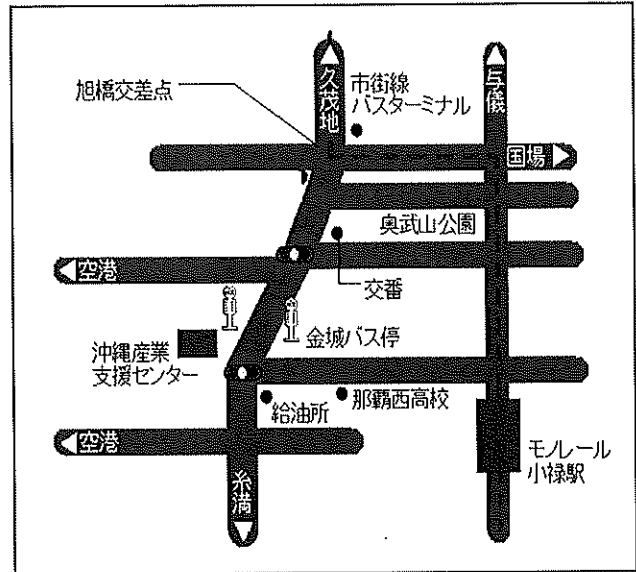 久茂地
市街線
バスターミナル
旭橋交差点
与儀
国場
奥武山公園
空港
交番
金城バス停
沖縄産業
支援センター
那覇西高校
給油所
空港
モノレール
小禄駅
糸満